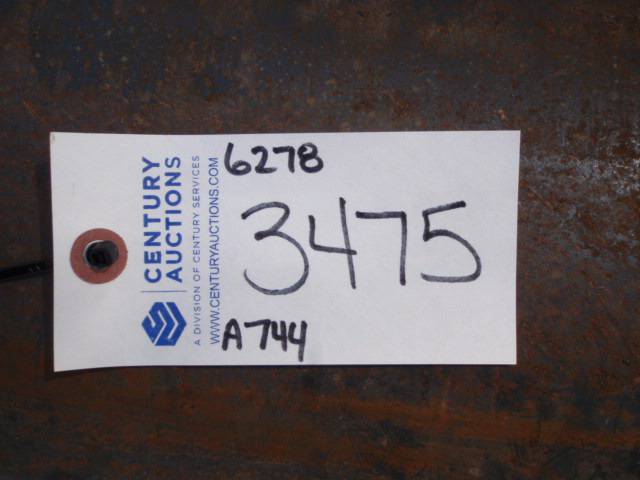 CENTURY
AUCTIONS
A DIVISION OF CENTURY SERVICES
WWW.CENTURYAUCTIONS.COM
6278
3475
A744